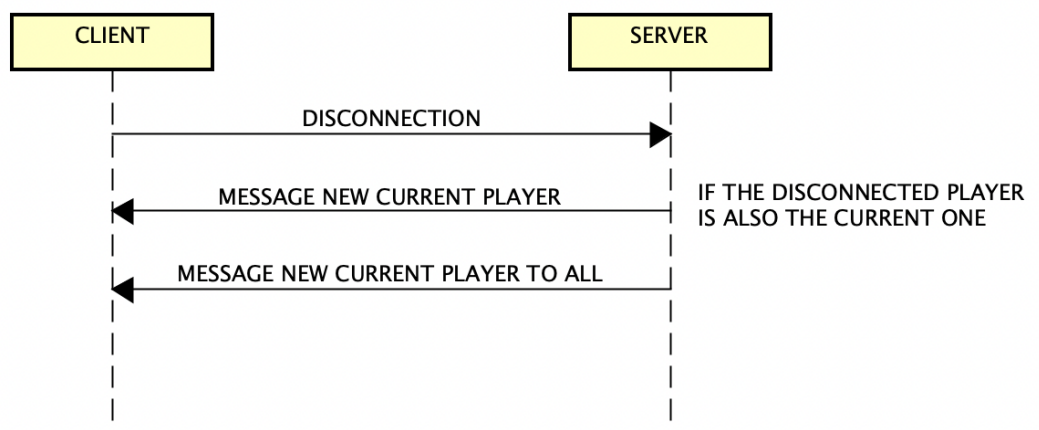 CLIENT
SERVER
DISCONNECTION
MESSAGE NEW CURRENT PLAYER
IF THE DISCONNECTED PLAYER
IS ALSO THE CURRENT ONE
MESSAGE NEW CURRENT PLAYER TO ALL